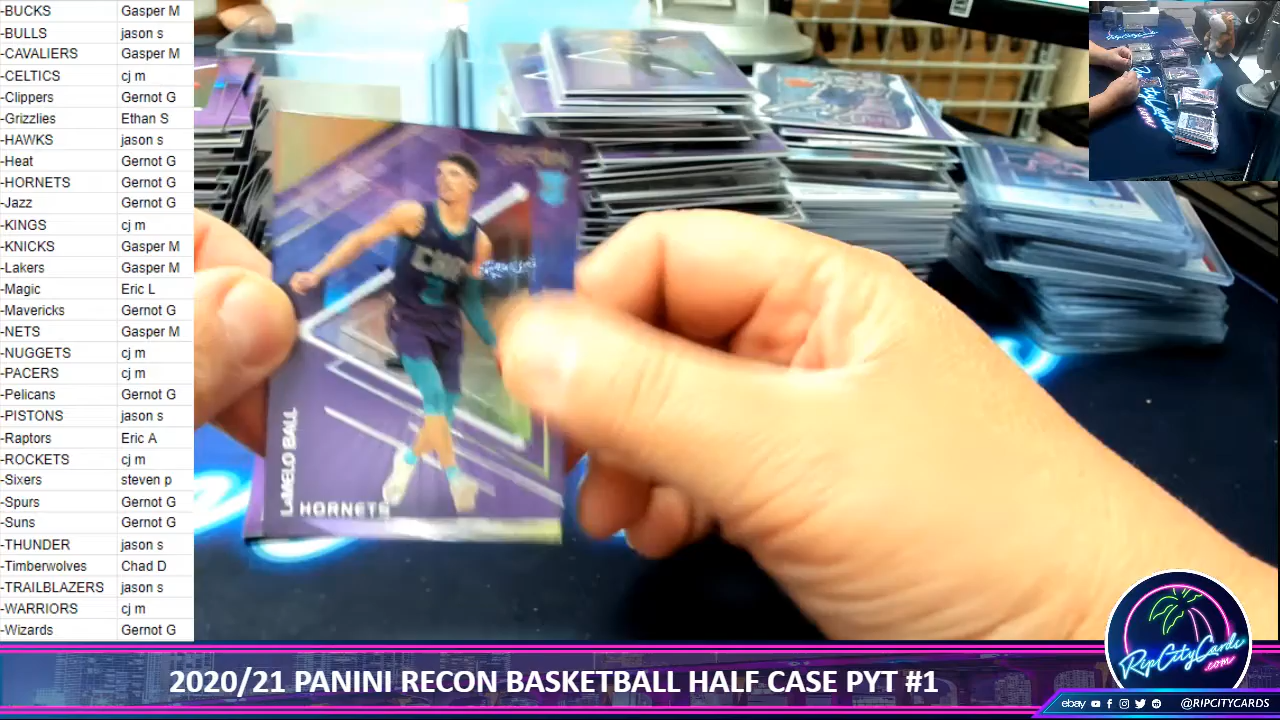 -BUCKS Gasper M
-BULLS jason s
-CAVALIERS Gasper M
-CELTICS cj m
-Clippers Gernot G
-Grizzlies Ethan S
-HAWKS jason s
-Heat Gernot G
-HORNETS Gernot G
-Jazz Gernot G
-KINGS cj m
-KNICKS Gasper M
-Lakers Gasper M
-Magic Eric L
-Mavericks Gernot G
-NETS Gasper M
-NUGGETS cj m
-PACERS cj m
-Pelicans Gernot G
-PISTONS jason s
-Raptors Eric A
-ROCKETS cj m
-Sixers steven p
-Spurs Gernot G
-Suns Gernot G
-THUNDER jason s
-Timberwolves Chad D
-TRAILBLAZERS jason s
-WARRIORS cj m
-Wizards Gernot G
LAMELO BALL
HORNETS
2020/21 PANINI RECON BASKETBALL HALF CASE PYT #1
RipCityCards
.com
ebay @RIPCITYCARDS